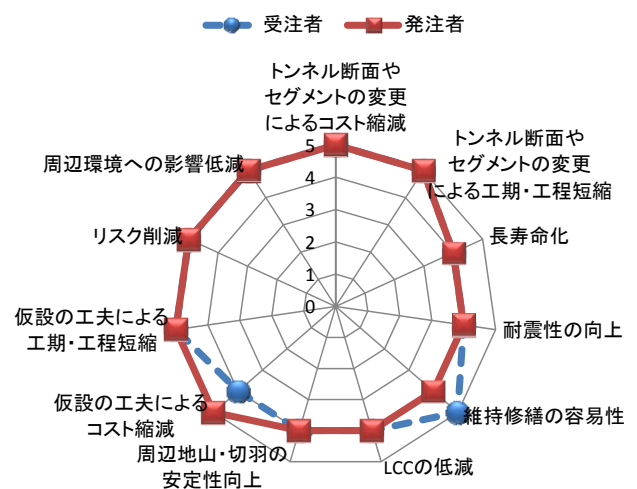 受注者
発注者
トンネル断面や
セグメントの変更
によるコスト縮減
トンネル断面や
セグメントの変更
による工期・工程短縮
長寿命化
耐震性の向上
維持修繕の容易性
LCCの低減
周辺地山・切羽の
安定性向上
仮設の工夫による
コスト縮減
仮設の工夫による
工期・工程短縮
リスク削減
周辺環境への影響低減
5
4
3
2
1
0